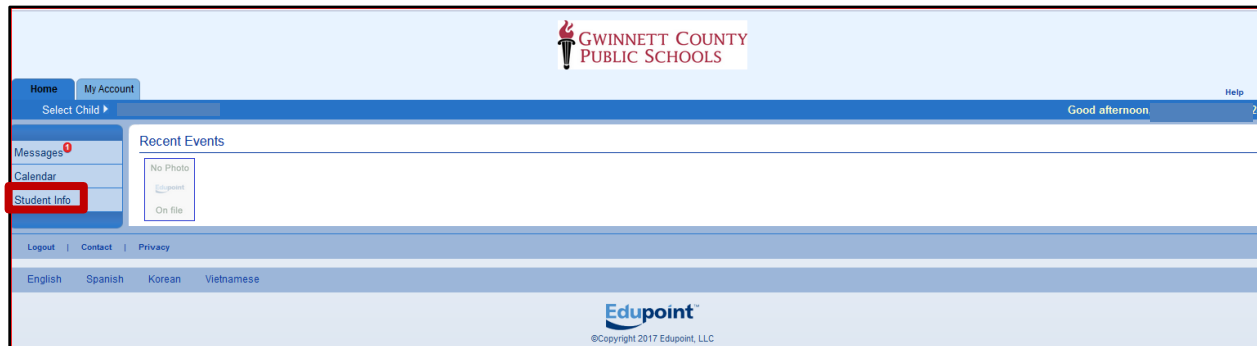 GWINNETT COUNTY
PUBLIC SCHOOLS
Home My Account
Help
Select Child
Good afternoon,
Messages 1
Calendar
Student Info
Recent Events
No Photo
Edupoint
On file
Logout | Contact | Privacy
English Spanish Korean Vietnamese
Edupoint™
©Copyright 2017 Edupoint, LLC